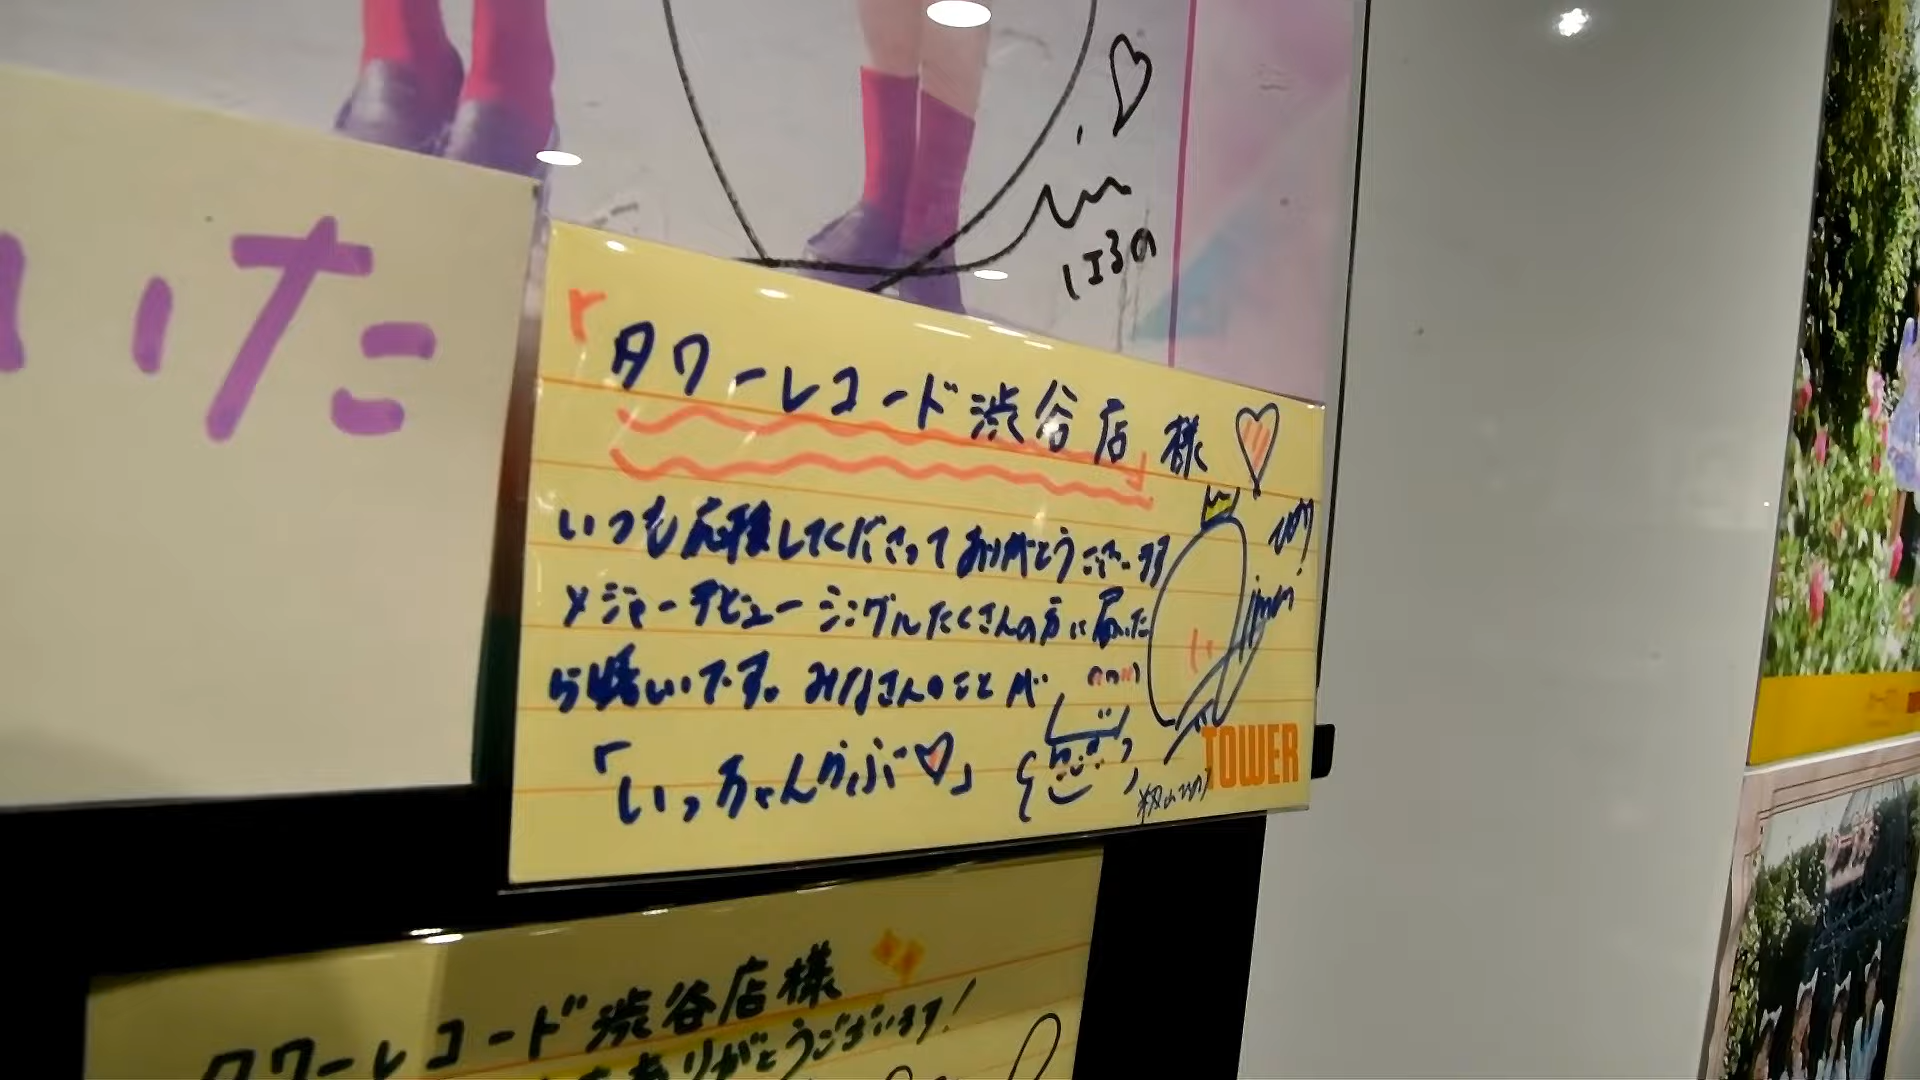 いた
ほのか
「タワーレコード渋谷店」様
いつも応援してくださってありがとうございます
メジャーデビューシングルたくさんの方に届いた
ら嬉しいです。みなさんのことが
「いっちゃんかぷ♡」
TOWER
タワーレコード渋谷店様
ありがとうございます!